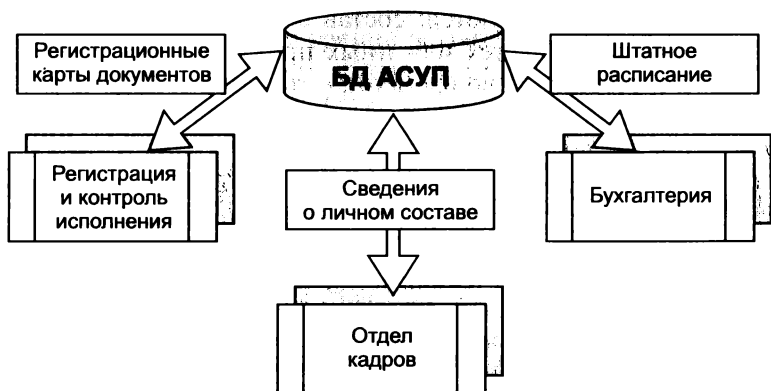 Регистрационные
карты документов
БД АСУП
Штатное
расписание
Регистрация
и контроль
исполнения
Сведения
о личном составе
Бухгалтерия
Отдел
кадров